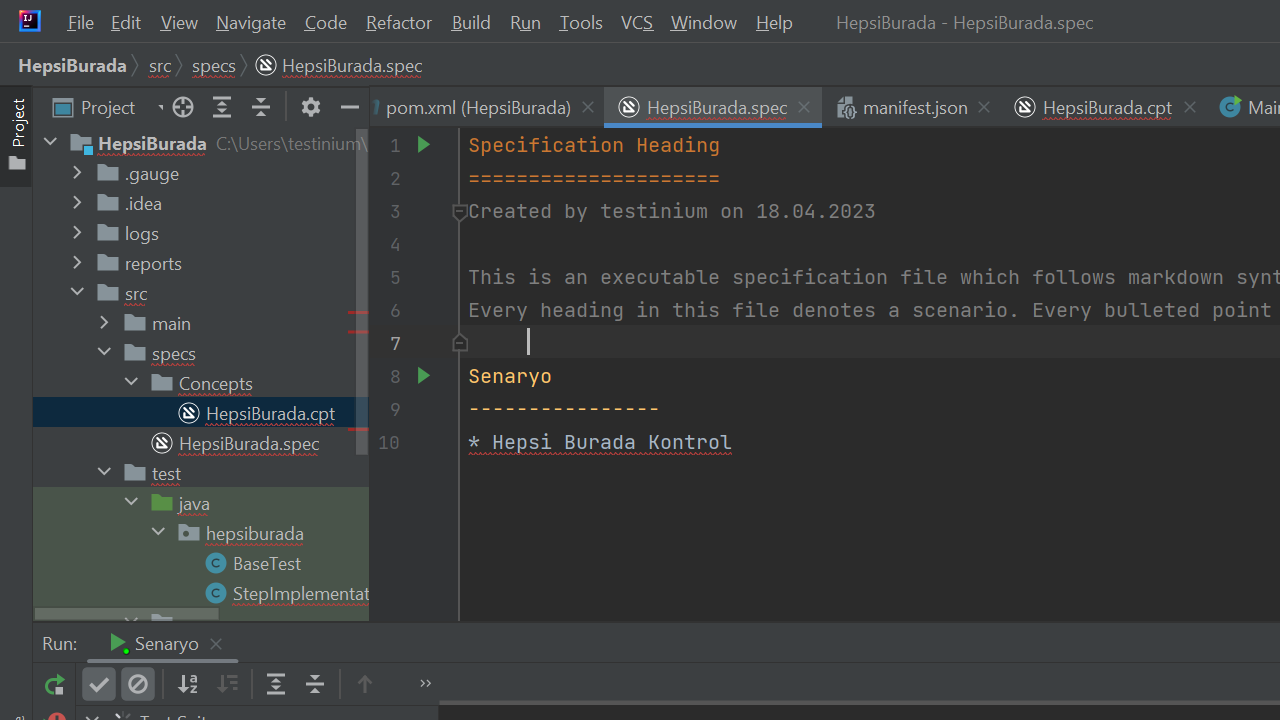 File Edit View Navigate Code Refactor Build Run Tools VCS Window Help HepsiBurada - HepsiBurada.spec
HepsiBurada src specs HepsiBurada.spec
Project
Project
pom.xml (HepsiBurada) HepsiBurada.spec manifest.json HepsiBurada.cpt
HepsiBurada C:\Users\testinium\
.gauge
.idea
logs
reports
src
main
specs
Concepts
HepsiBurada.cpt
HepsiBurada.spec
test
java
hepsiburada
BaseTest
StepImplementat
1 Specification Heading
2 =====================
3 Created by testinium on 18.04.2023
4
5 This is an executable specification file which follows markdown synt
6 Every heading in this file denotes a scenario. Every bulleted point
7
8 Senaryo
9 ----------------
10 * Hepsi Burada Kontrol
Run: Senaryo